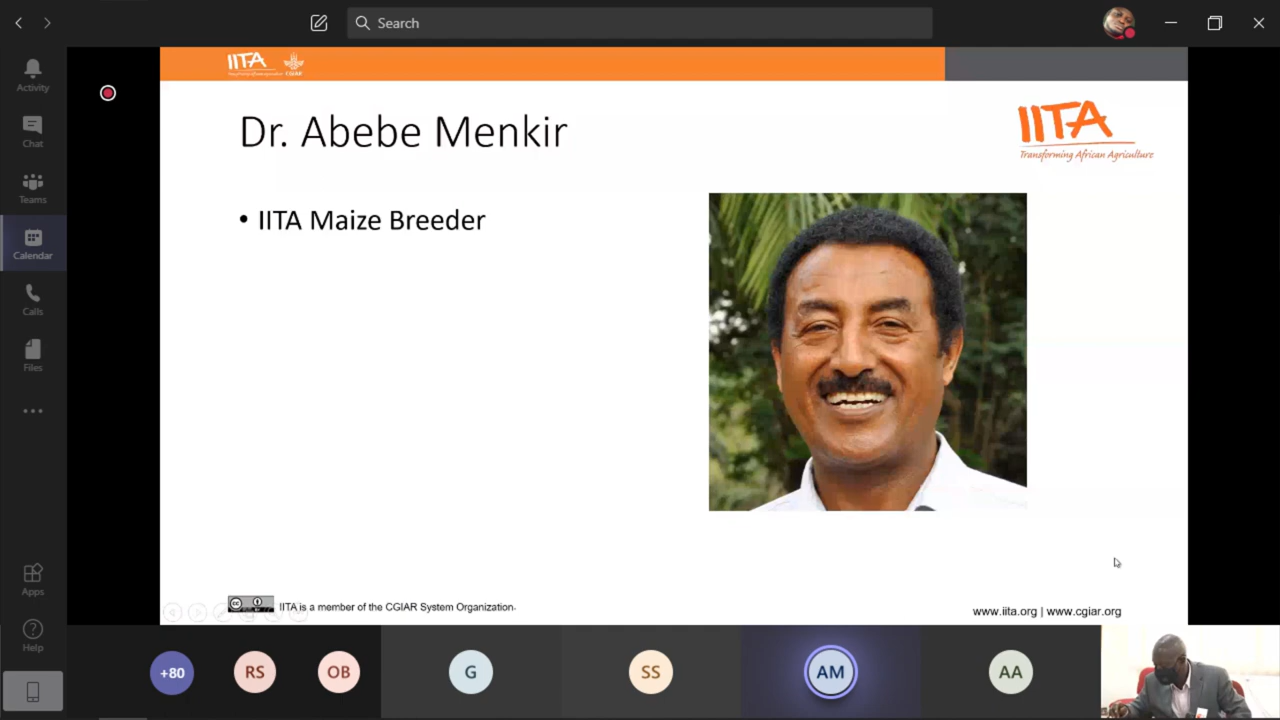 Search
Activity
Chat
Teams
Calendar
Calls
Files
Apps
Help
IITA
CGIAR
Dr. Abebe Menkir
IITA
Transforming African Agriculture
• IITA Maize Breeder
cc
IITA is a member of the CGIAR System Organization.
www.iita.org | www.cgiar.org
+80
RS
OB
G
SS
AM
AA